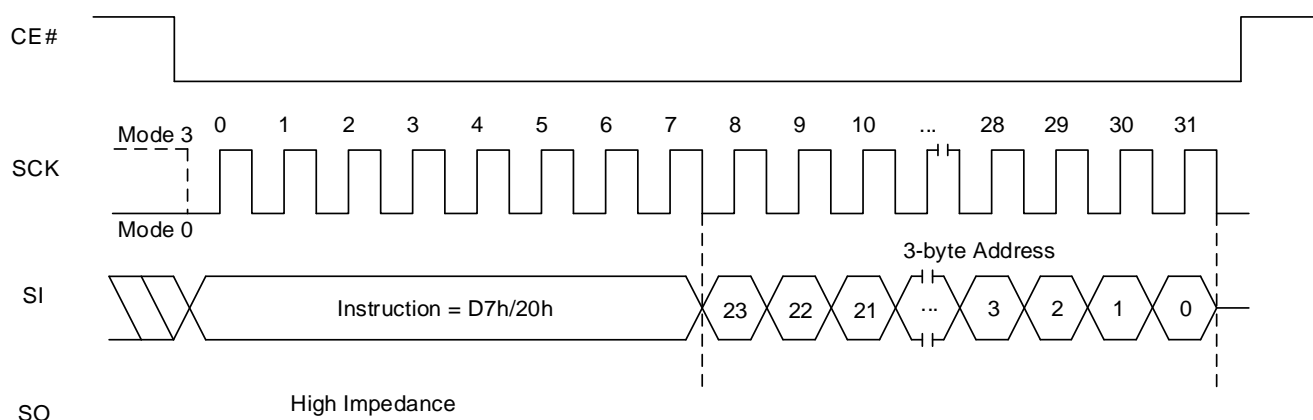 CE#
Mode 3
0 1 2 3 4 5 6 7 8 9 10 ... 28 29 30 31
SCK
Mode 0
3-byte Address
SI
Instruction = D7h/20h
23 22 21 ... 3 2 1 0
High Impedance
SO